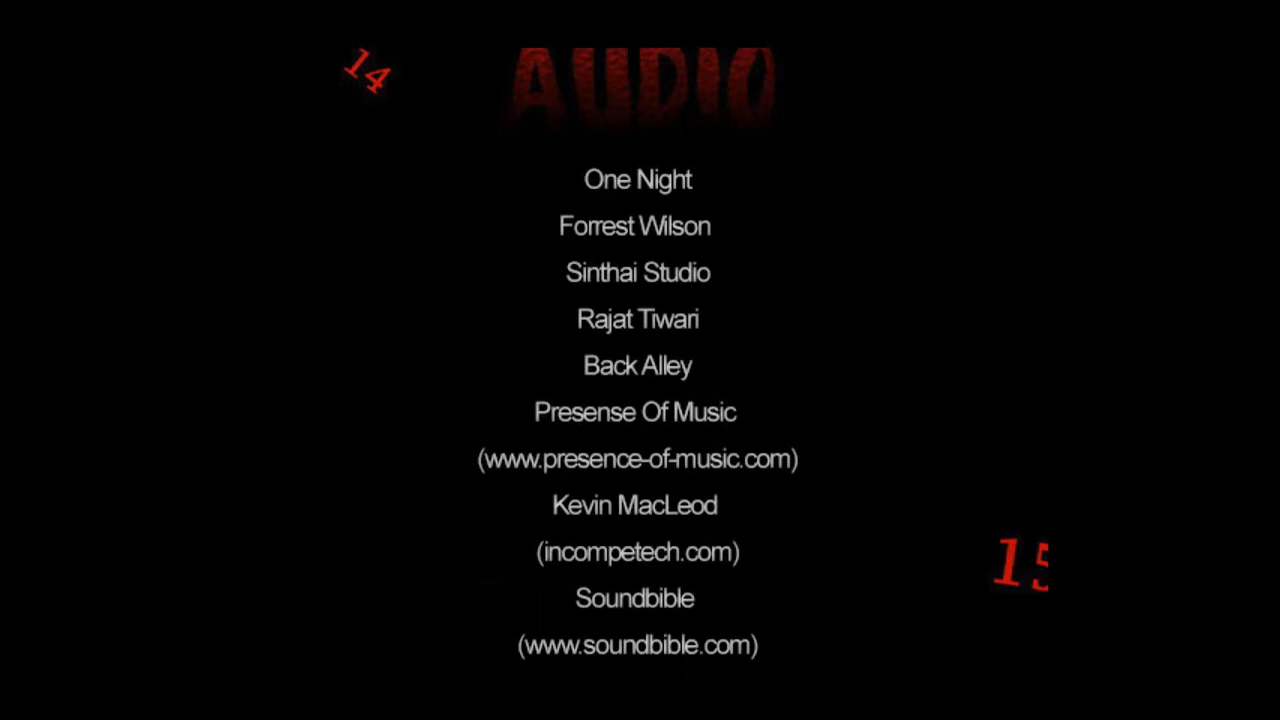 14
AUDIO
One Night
Forrest Wilson
Sinthai Studio
Rajat Tiwari
Back Alley
Presense Of Music
(www.presence-of-music.com)
Kevin MacLeod
(incompetech.com)
15
Soundbible
(www.soundbible.com)